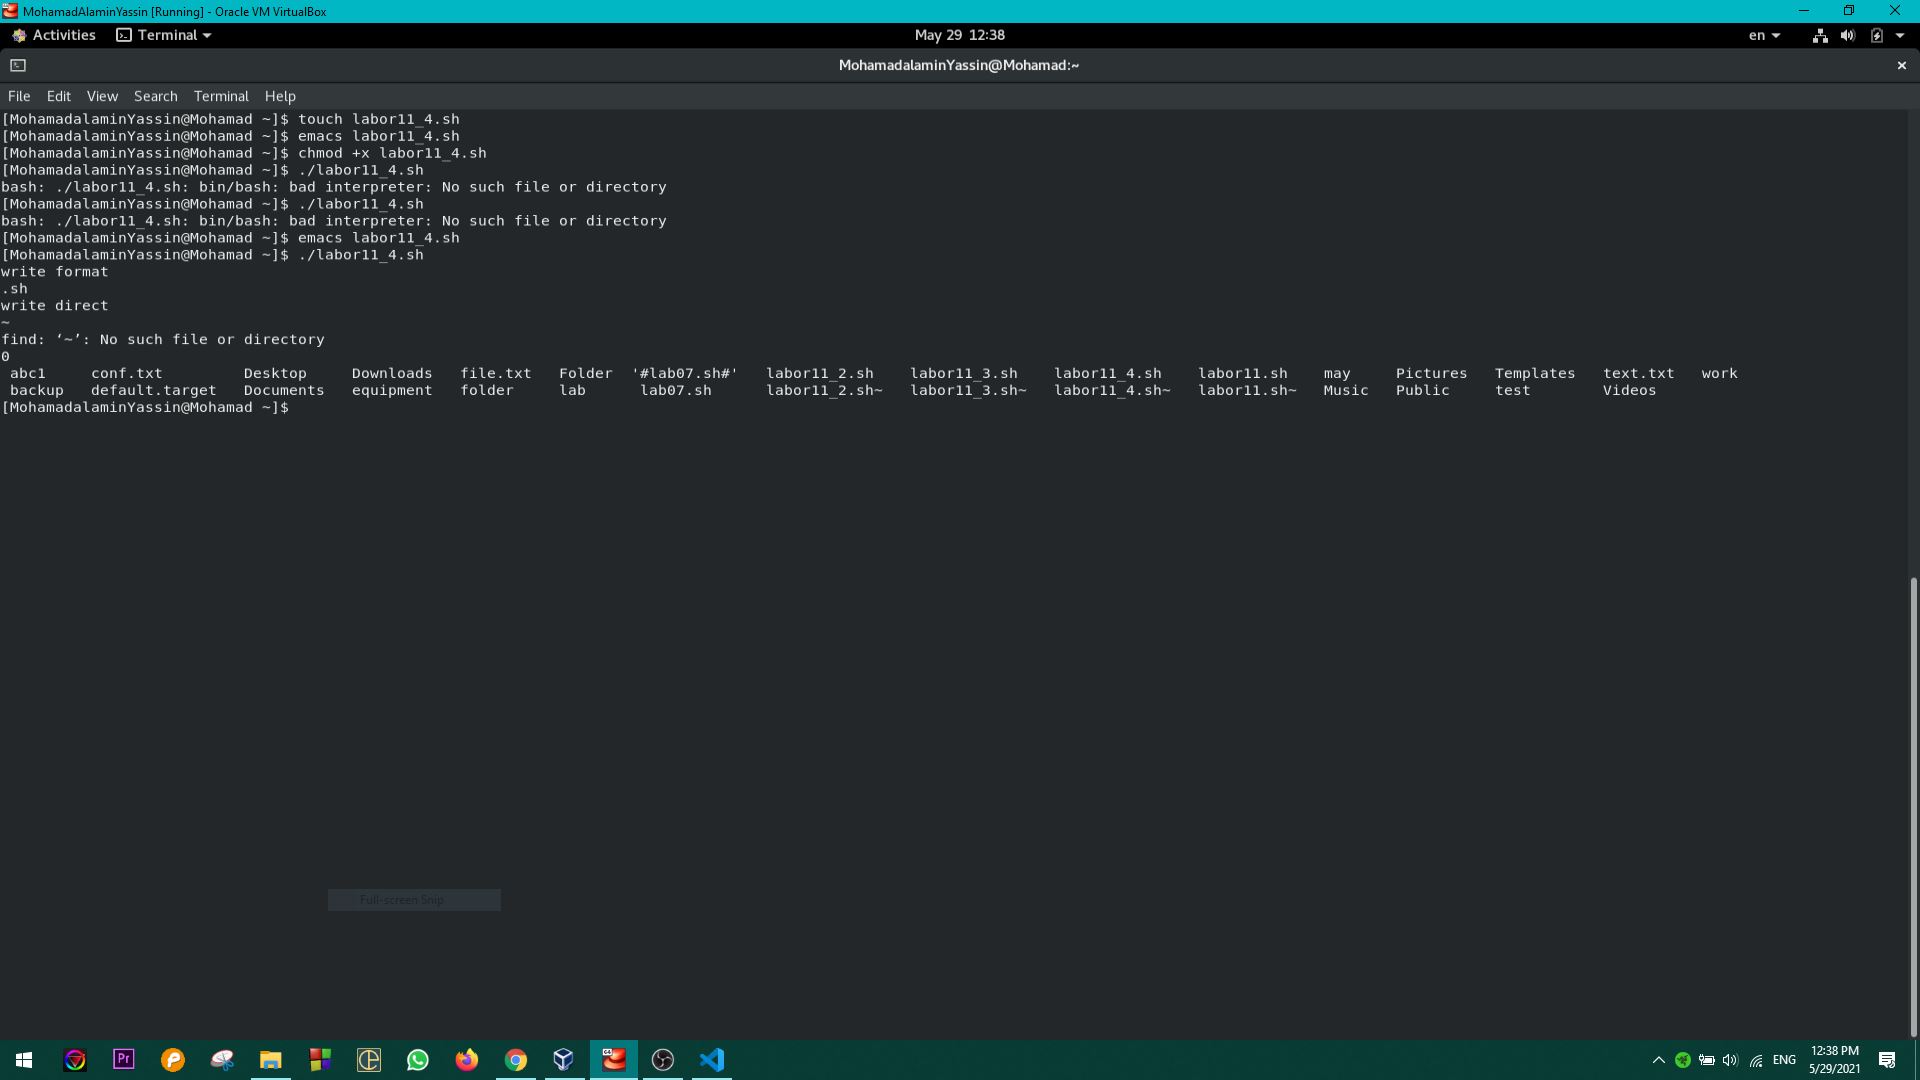 MohamadAlaminYassin [Running] - Oracle VM VirtualBox
Activities Terminal May 29 12:38 en
MohamadalaminYassin@Mohamad:~
File Edit View Search Terminal Help
[MohamadalaminYassin@Mohamad ~]$ touch labor11_4.sh
[MohamadalaminYassin@Mohamad ~]$ emacs labor11_4.sh
[MohamadalaminYassin@Mohamad ~]$ chmod +x labor11_4.sh
[MohamadalaminYassin@Mohamad ~]$ ./labor11_4.sh
bash: ./labor11_4.sh: bin/bash: bad interpreter: No such file or directory
[MohamadalaminYassin@Mohamad ~]$ ./labor11_4.sh
bash: ./labor11_4.sh: bin/bash: bad interpreter: No such file or directory
[MohamadalaminYassin@Mohamad ~]$ emacs labor11_4.sh
[MohamadalaminYassin@Mohamad ~]$ ./labor11_4.sh
write format
.sh
write direct
~
find: ‘~’: No such file or directory
0
abc1 conf.txt Desktop Downloads file.txt Folder '#lab07.sh#' labor11_2.sh labor11_3.sh labor11_4.sh labor11.sh may Pictures Templates text.txt work
backup default.target Documents equipment folder lab lab07.sh labor11_2.sh~ labor11_3.sh~ labor11_4.sh~ labor11.sh~ Music Public test Videos
[MohamadalaminYassin@Mohamad ~]$
Full-screen Snip
Pr ENG 12:38 PM
5/29/2021